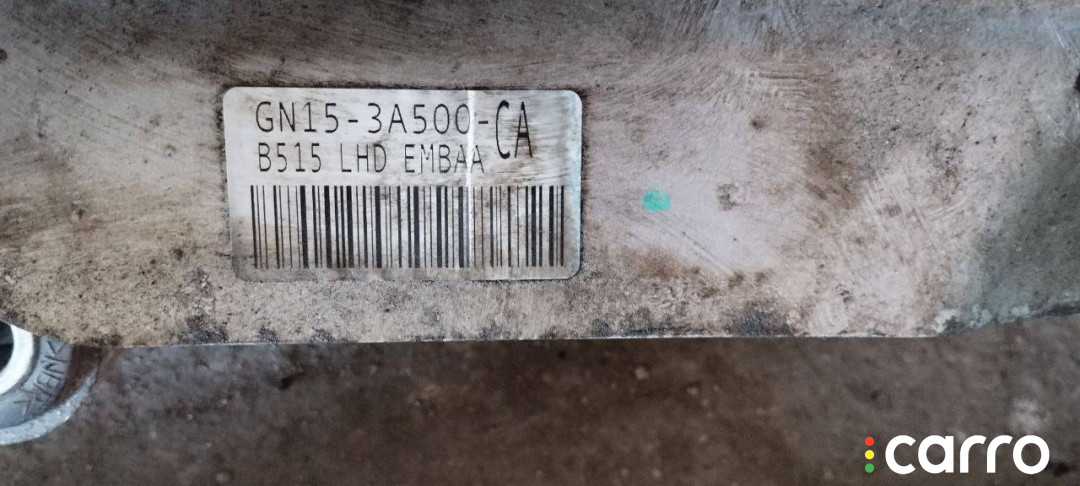 GN15-3A500-CA
B515 LHD EMBAA
carro